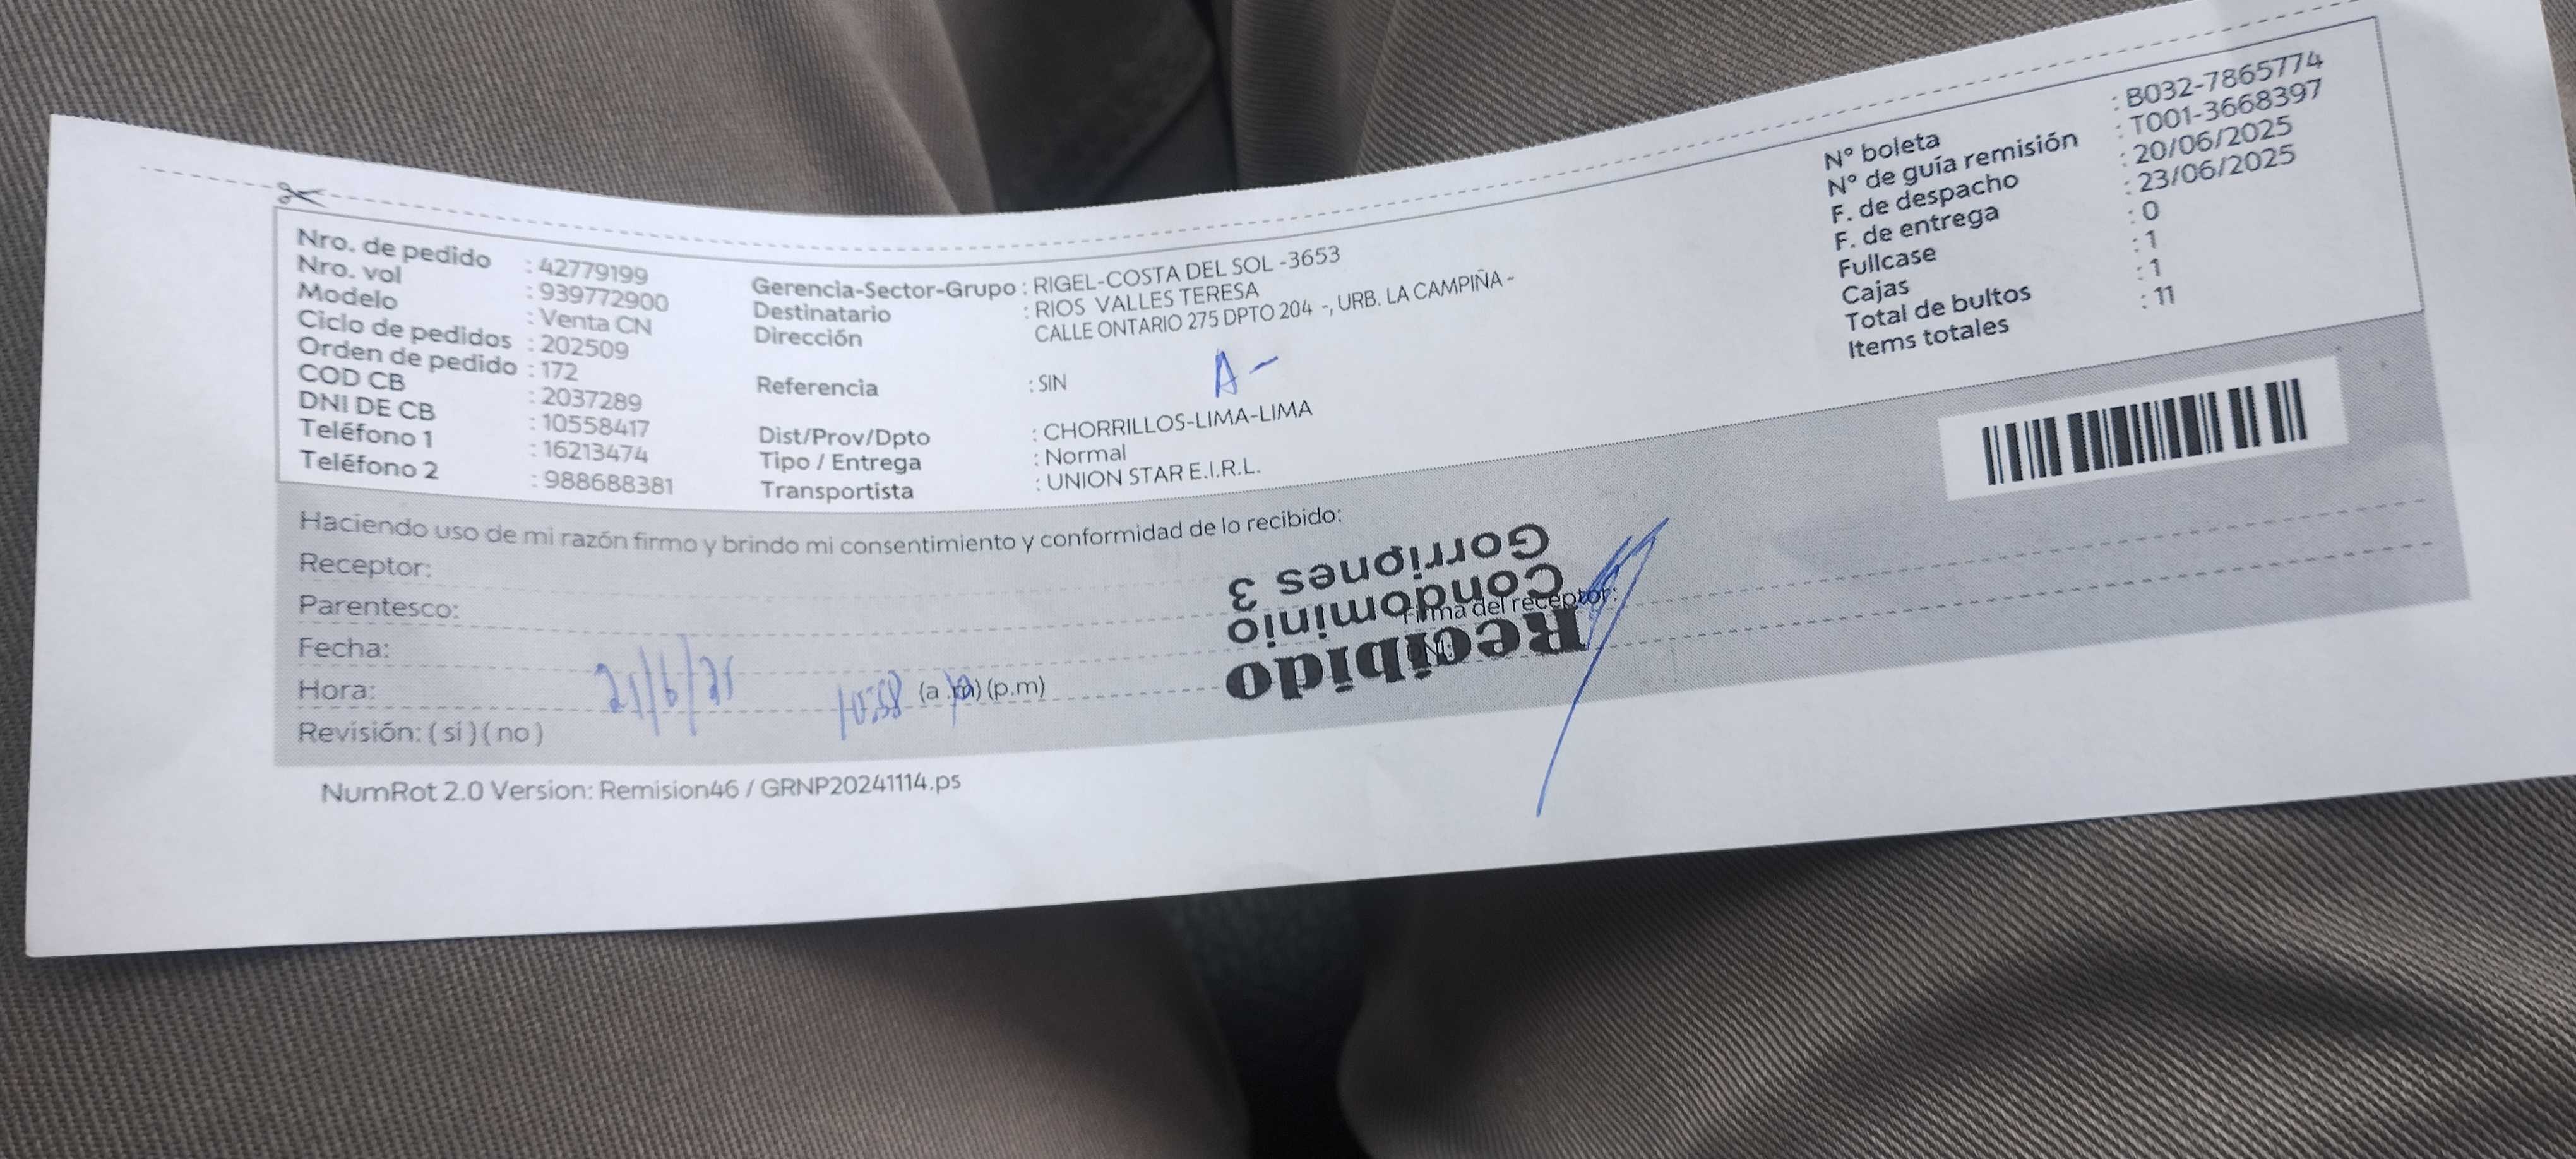 Nro. de pedido : 42779199
Nro. vol : 939772900
Modelo : Venta CN
Ciclo de pedidos : 202509
Orden de pedido : 172
COD CB : 2037289
DNI DE CB : 10558417
Teléfono 1 : 16213474
Teléfono 2 : 988688381
Gerencia-Sector-Grupo : RIGEL-COSTA DEL SOL -3653
Destinatario : RIOS VALLES TERESA
Dirección : CALLE ONTARIO 275 DPTO 204 -, URB. LA CAMPIÑA -
A-
Referencia : SIN
Dist/Prov/Dpto : CHORRILLOS-LIMA-LIMA
Tipo / Entrega : Normal
Transportista : UNION STAR E.I.R.L.
N° boleta : B032-7865774
N° de guía remisión : T001-3668397
F. de despacho : 20/06/2025
F. de entrega : 23/06/2025
Fullcase : 0
Cajas : 1
Total de bultos : 1
Items totales : 11
Haciendo uso de mi razón firmo y brindo mi consentimiento y conformidad de lo recibido:
Receptor:
Parentesco:
Fecha:
Hora: 10:58 (a.m) (p.m)
Revisión: ( si ) ( no )
Firma del receptor:
Recibido
Condominio
Gorriones 3
NumRot 2.0 Version: Remision46 / GRNP20241114.ps